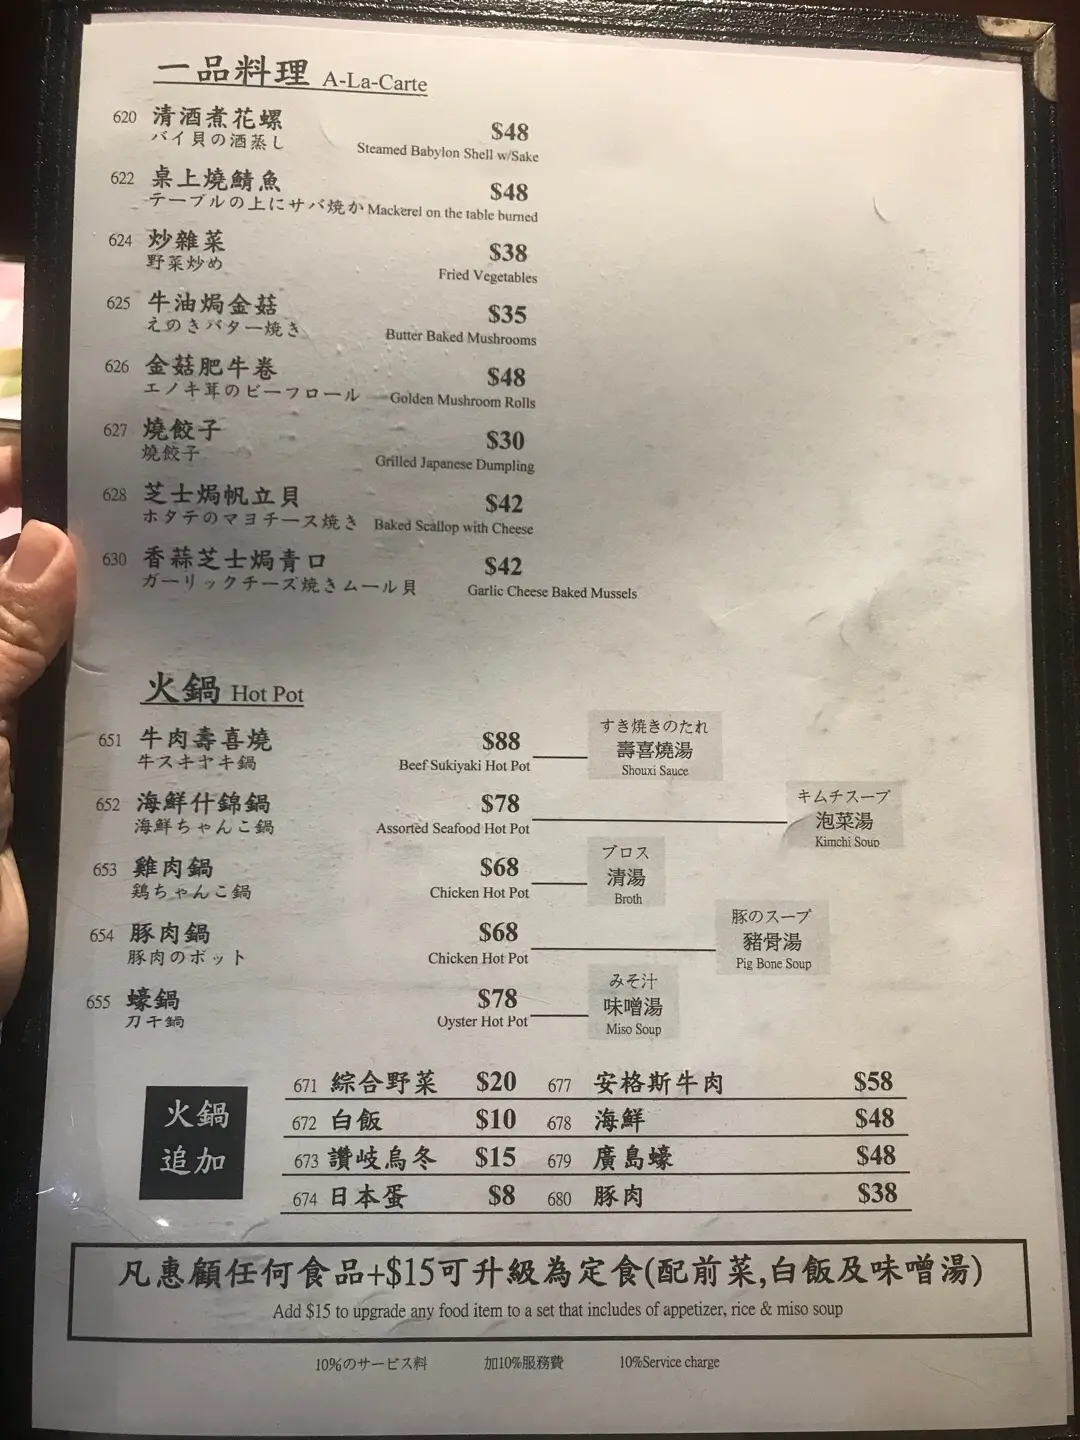 一品料理 A-La-Carte
620 清酒煮花螺 $48
バイ貝の酒蒸し Steamed Babylon Shell w/Sake
622 桌上燒鯖魚 $48
テーブルの上にサバ焼か Mackerel on the table burned
624 炒雜菜 $38
野菜炒め Fried Vegetables
625 牛油焗金菇 $35
えのきバター焼き Butter Baked Mushrooms
626 金菇肥牛卷 $48
エノキ茸のビーフロール Golden Mushroom Rolls
627 燒餃子 $30
燒餃子 Grilled Japanese Dumpling
628 芝士焗帆立貝 $42
ホタテのマヨチース焼き Baked Scallop with Cheese
630 香蒜芝士焗青口 $42
ガーリックチーズ焼きムール貝 Garlic Cheese Baked Mussels
火鍋 Hot Pot
651 牛肉壽喜燒 $88
牛スキヤキ鍋 Beef Sukiyaki Hot Pot
すき焼きのたれ
壽喜燒湯
Shouxi Sauce
652 海鮮什錦鍋 $78
海鮮ちゃんこ鍋 Assorted Seafood Hot Pot
キムチスープ
泡菜湯
Kimchi Soup
653 雞肉鍋 $68
鶏ちゃんこ鍋 Chicken Hot Pot
ブロス
清湯
Broth
654 豚肉鍋 $68
豚肉のポット Chicken Hot Pot
豚のスープ
豬骨湯
Pig Bone Soup
655 蠔鍋 $78
刀干鍋 Oyster Hot Pot
みそ汁
味噌湯
Miso Soup
火鍋
追加
671 綜合野菜 $20 677 安格斯牛肉 $58
672 白飯 $10 678 海鮮 $48
673 讚岐烏冬 $15 679 廣島蠔 $48
674 日本蛋 $8 680 豚肉 $38
凡惠顧任何食品+$15可升級為定食(配前菜,白飯及味噌湯)
Add $15 to upgrade any food item to a set that includes of appetizer, rice & miso soup
10%のサービス料 加10%服務費 10%Service charge